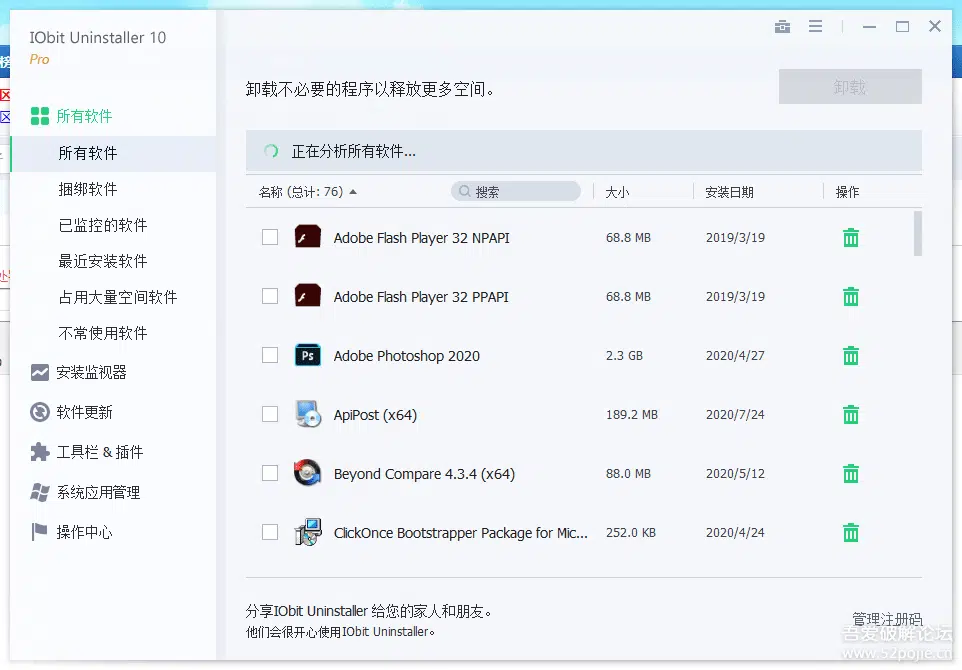 IObit Uninstaller 10
Pro
所有软件
所有软件
捆绑软件
已监控的软件
最近安装软件
占用大量空间软件
不常使用软件
安装监视器
软件更新
工具栏 & 插件
系统应用管理
操作中心
卸载不必要的程序以释放更多空间。
卸载
正在分析所有软件...
名称 (总计: 76) 搜索 大小 安装日期 操作
Adobe Flash Player 32 NPAPI 68.8 MB 2019/3/19
Adobe Flash Player 32 PPAPI 68.8 MB 2019/3/19
Ps Adobe Photoshop 2020 2.3 GB 2020/4/27
ApiPost (x64) 189.2 MB 2020/7/24
Beyond Compare 4.3.4 (x64) 88.0 MB 2020/5/12
ClickOnce Bootstrapper Package for Mic... 252.0 KB 2020/4/24
分享IObit Uninstaller 给您的家人和朋友。
他们会很开心使用IObit Uninstaller。
管理注册码
吾爱破解论坛
www.52pojie.cn